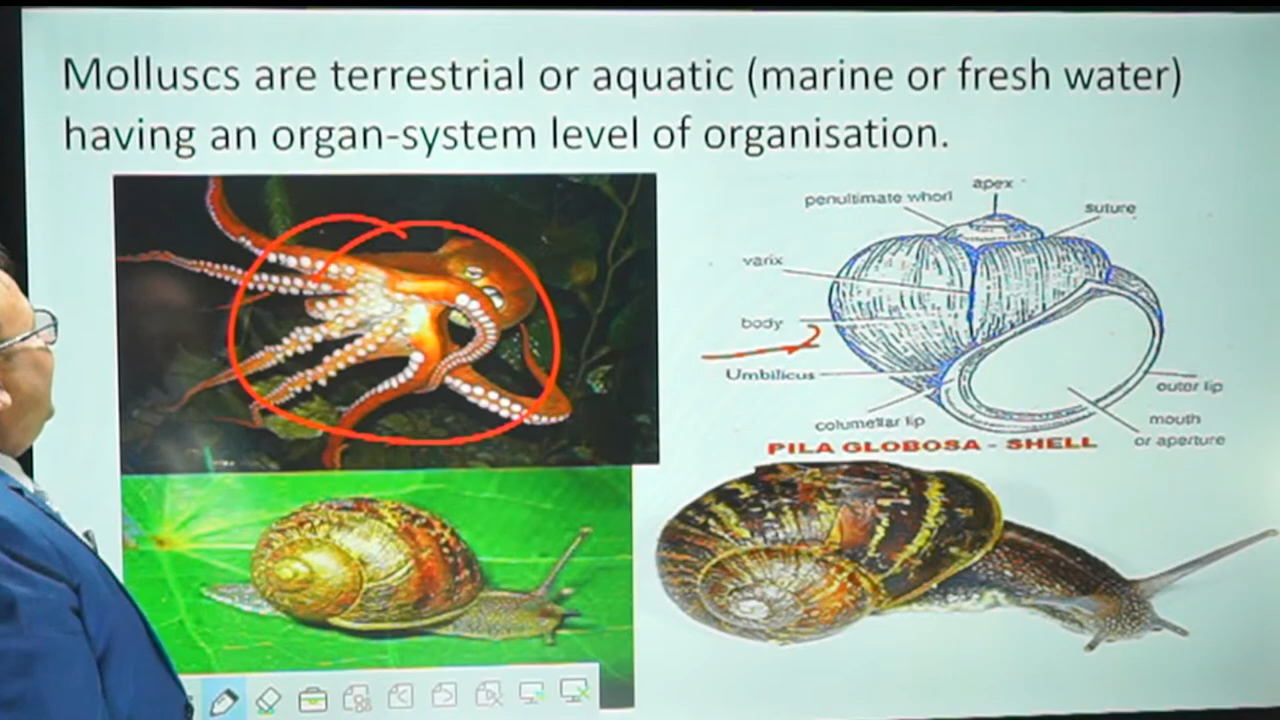 Molluscs are terrestrial or aquatic (marine or fresh water)
having an organ-system level of organisation.
apex
penultimate whorl
suture
varix
body
Umbilicus
columellar lip
outer lip
mouth
or aperture
PILA GLOBOSA - SHELL